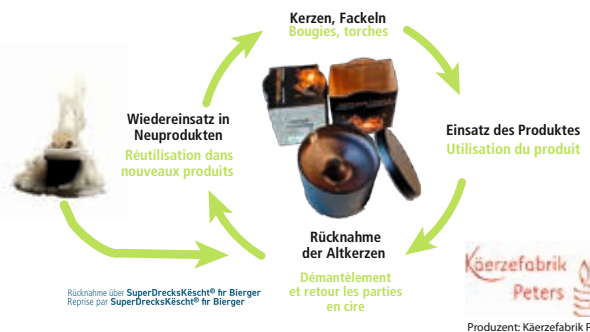 Kerzen, Fackeln
Bougies, torches
Wiedereinsatz in
Neuprodukten
Réutilisation dans
nouveaux produits
Einsatz des Produktes
Utilisation du produit
Rücknahme
der Altkerzen
Démantèlement
et retour les parties
en cire
Rücknahme über SuperDrecksKëscht® fir Bierger
Reprise par SuperDrecksKëscht® fir Bierger
Käerzefabrik
Peters
Produzent: Käerzefabrik